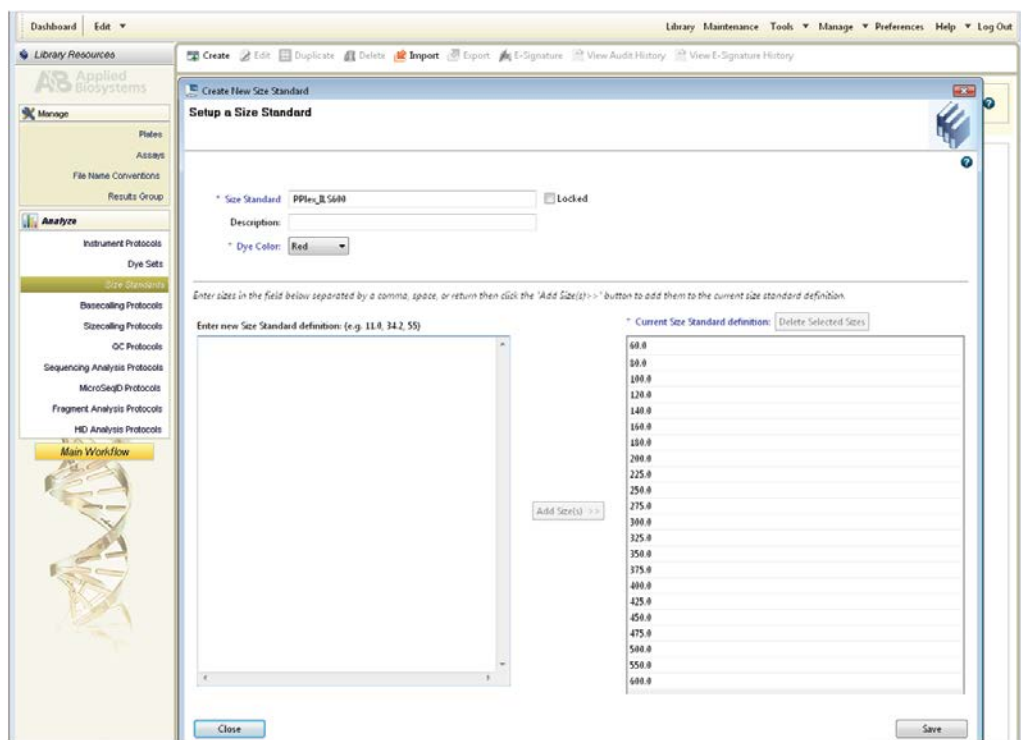 Dashboard Edit Library Maintenance Tools Manage Preferences Help Log Out
Library Resources
Create Edit Duplicate Delete Import Export E-Signature View Audit History View E-Signature History
AB Applied Biosystems
Manage
Plates
Assays
File Name Conventions
Results Group
Analyze
Instrument Protocols
Dye Sets
Size Standards
Basecalling Protocols
Sizecalling Protocols
QC Protocols
Sequencing Analysis Protocols
MicroSeqID Protocols
Fragment Analysis Protocols
HID Analysis Protocols
Main Workflow
Create New Size Standard
Setup a Size Standard
* Size Standard PPlex_ILS600 Locked
Description:
* Dye Color: Red
Enter sizes in the field below separated by a comma, space, or return then click the 'Add Size(s)>>' button to add them to the current size standard definition.
Enter new Size Standard definition: (e.g. 11.0, 34.2, 55)
* Current Size Standard definition: Delete Selected Sizes
60.0
80.0
100.0
120.0
140.0
160.0
180.0
200.0
225.0
250.0
275.0
300.0
325.0
350.0
375.0
400.0
425.0
450.0
475.0
500.0
550.0
600.0
Add Size(s) >>
Close Save